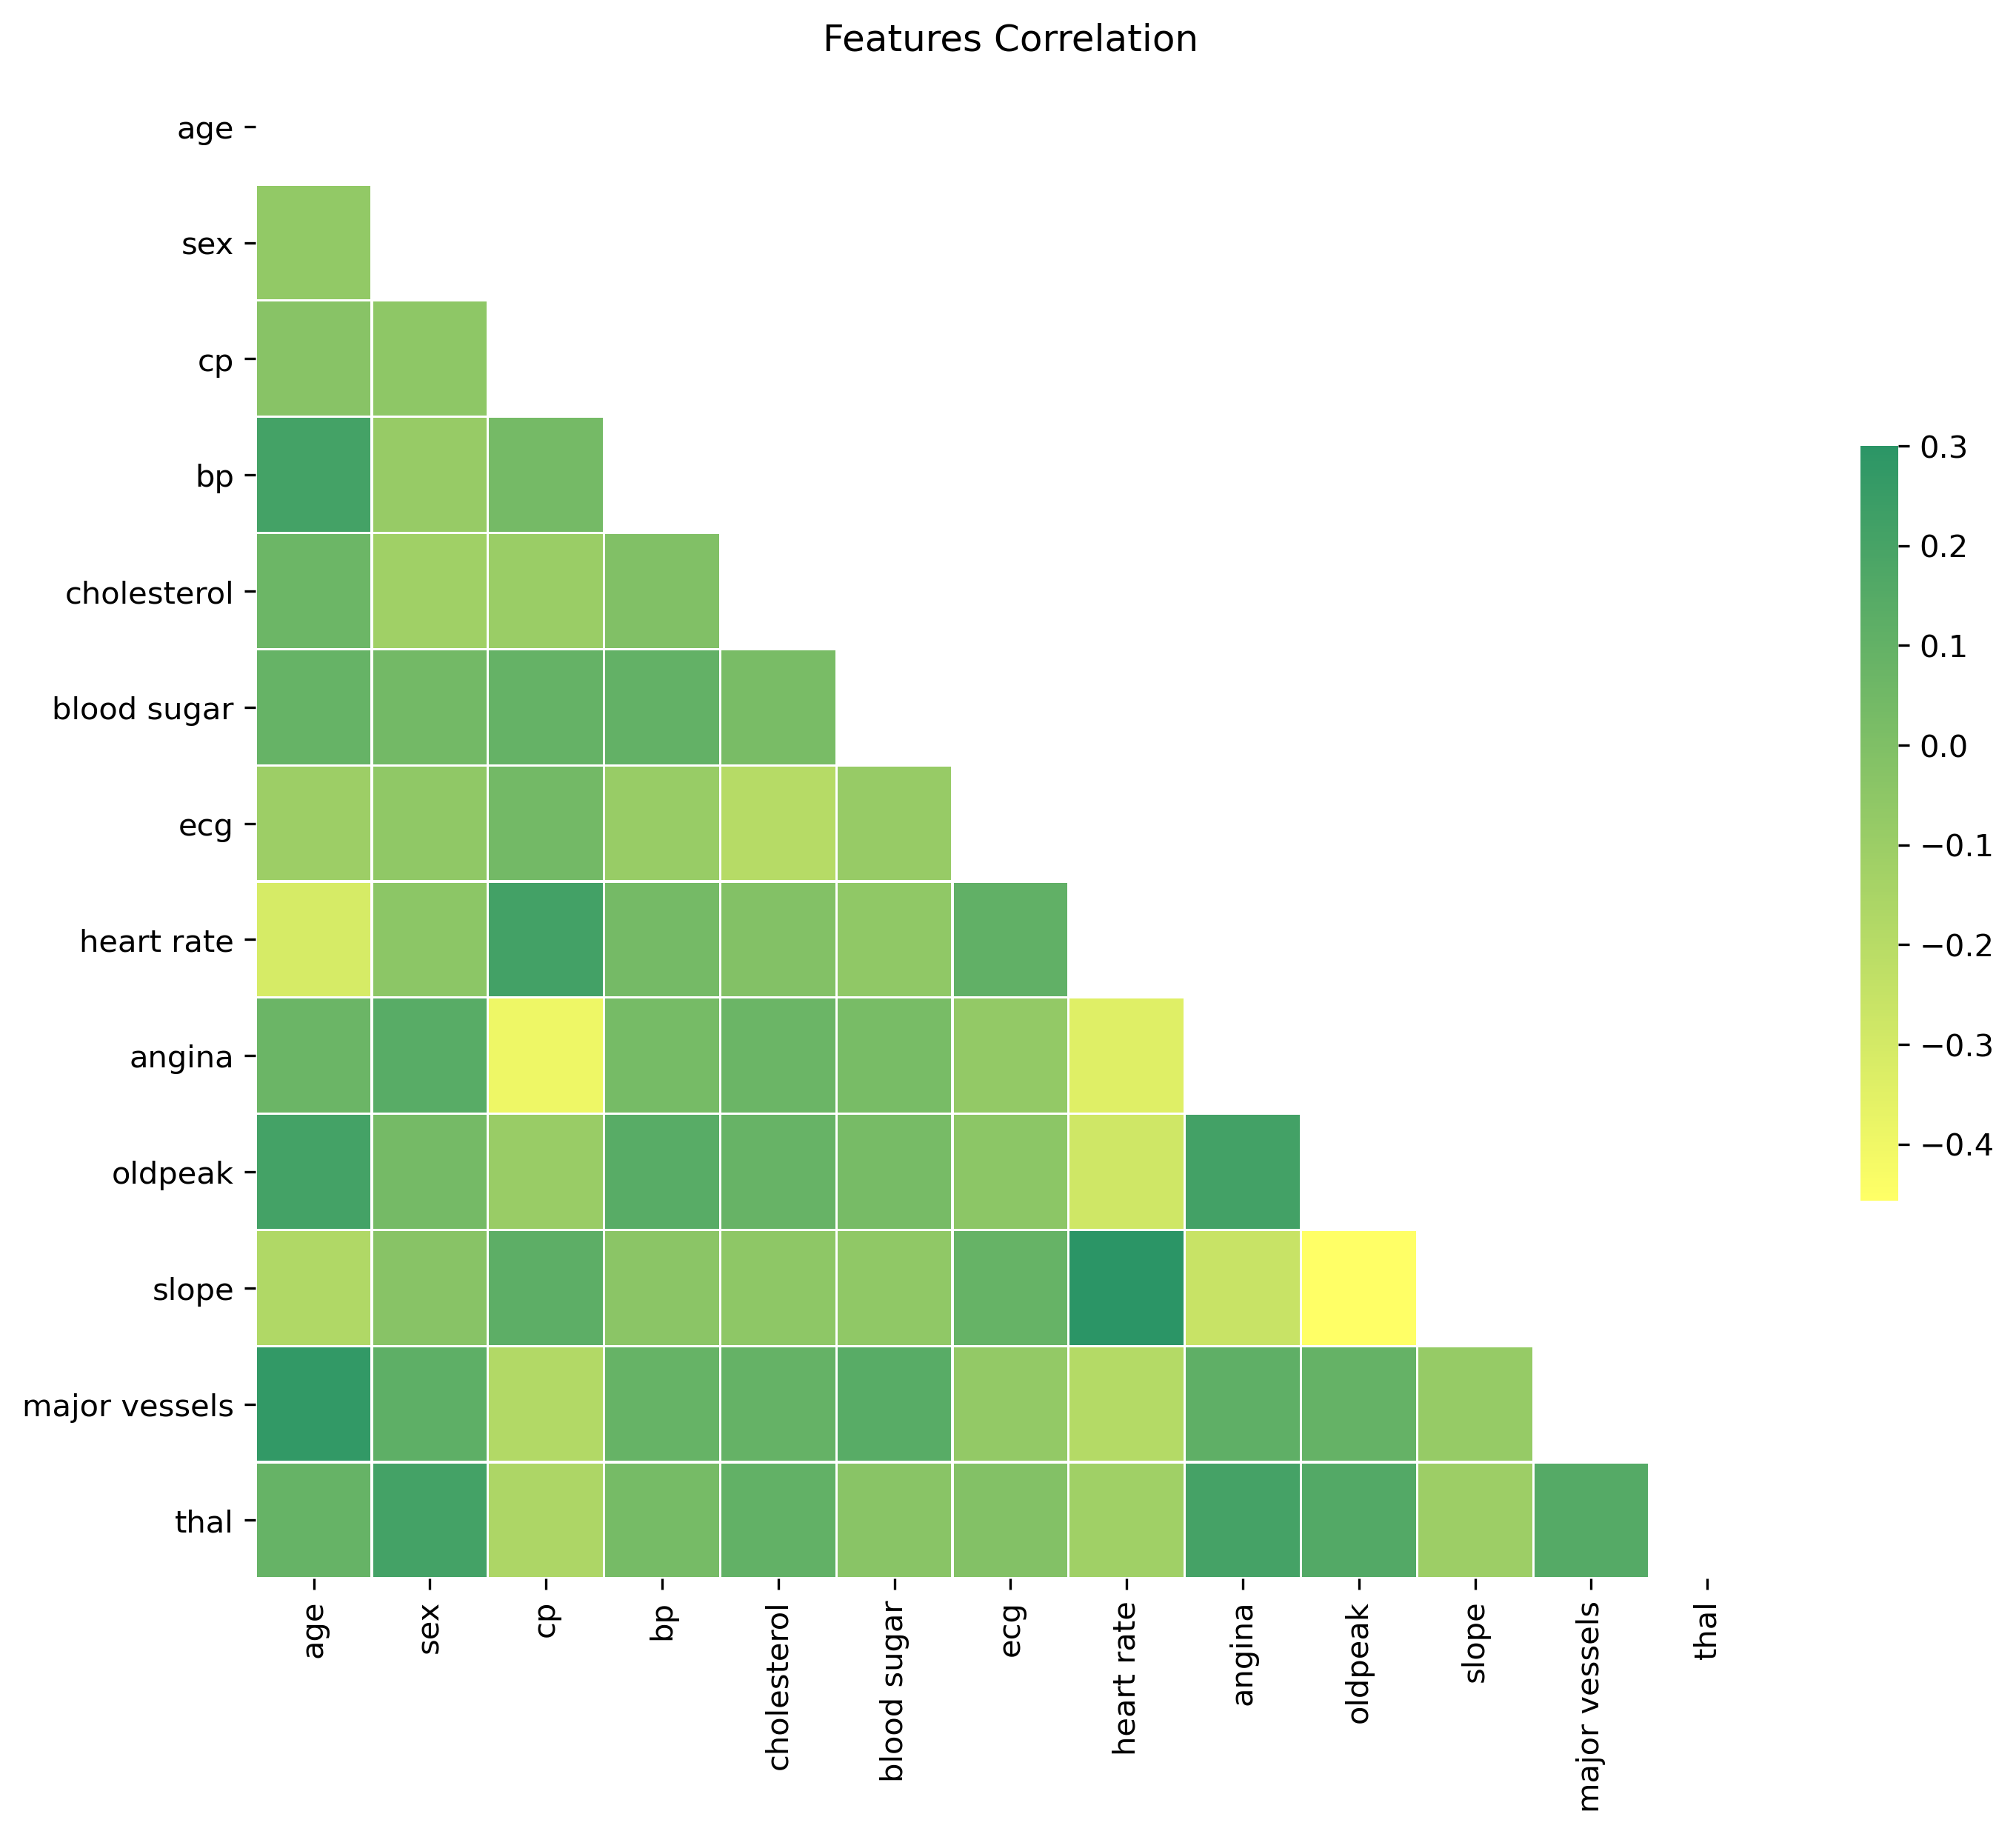 Features Correlation
age
sex
cp
bp
cholesterol
blood sugar
ecg
heart rate
angina
oldpeak
slope
major vessels
thal
age
sex
cp
bp
cholesterol
blood sugar
ecg
heart rate
angina
oldpeak
slope
major vessels
thal
0.3
0.2
0.1
0.0
−0.1
−0.2
−0.3
−0.4